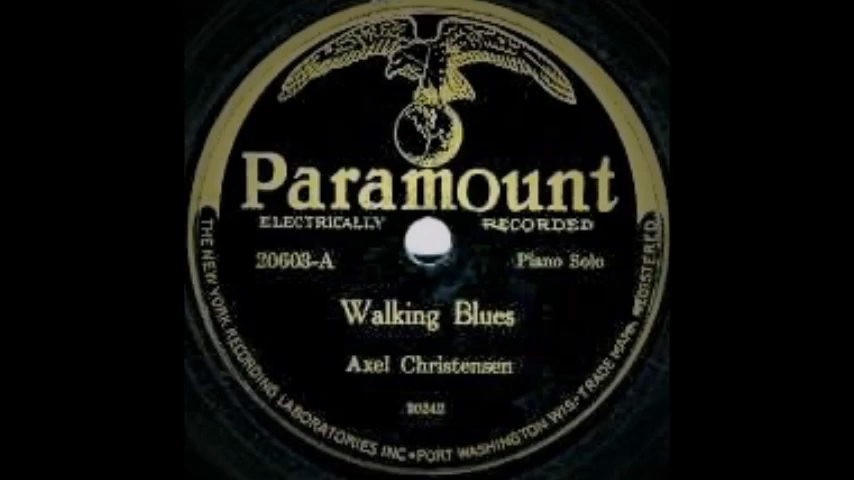 Paramount
ELECTRICALLY RECORDED
20603-A Piano Solo
Walking Blues
Axel Christensen
20242
THE NEW YORK RECORDING LABORATORIES INC•PORT WASHINGTON WIS•TRADE MARK REGISTERED